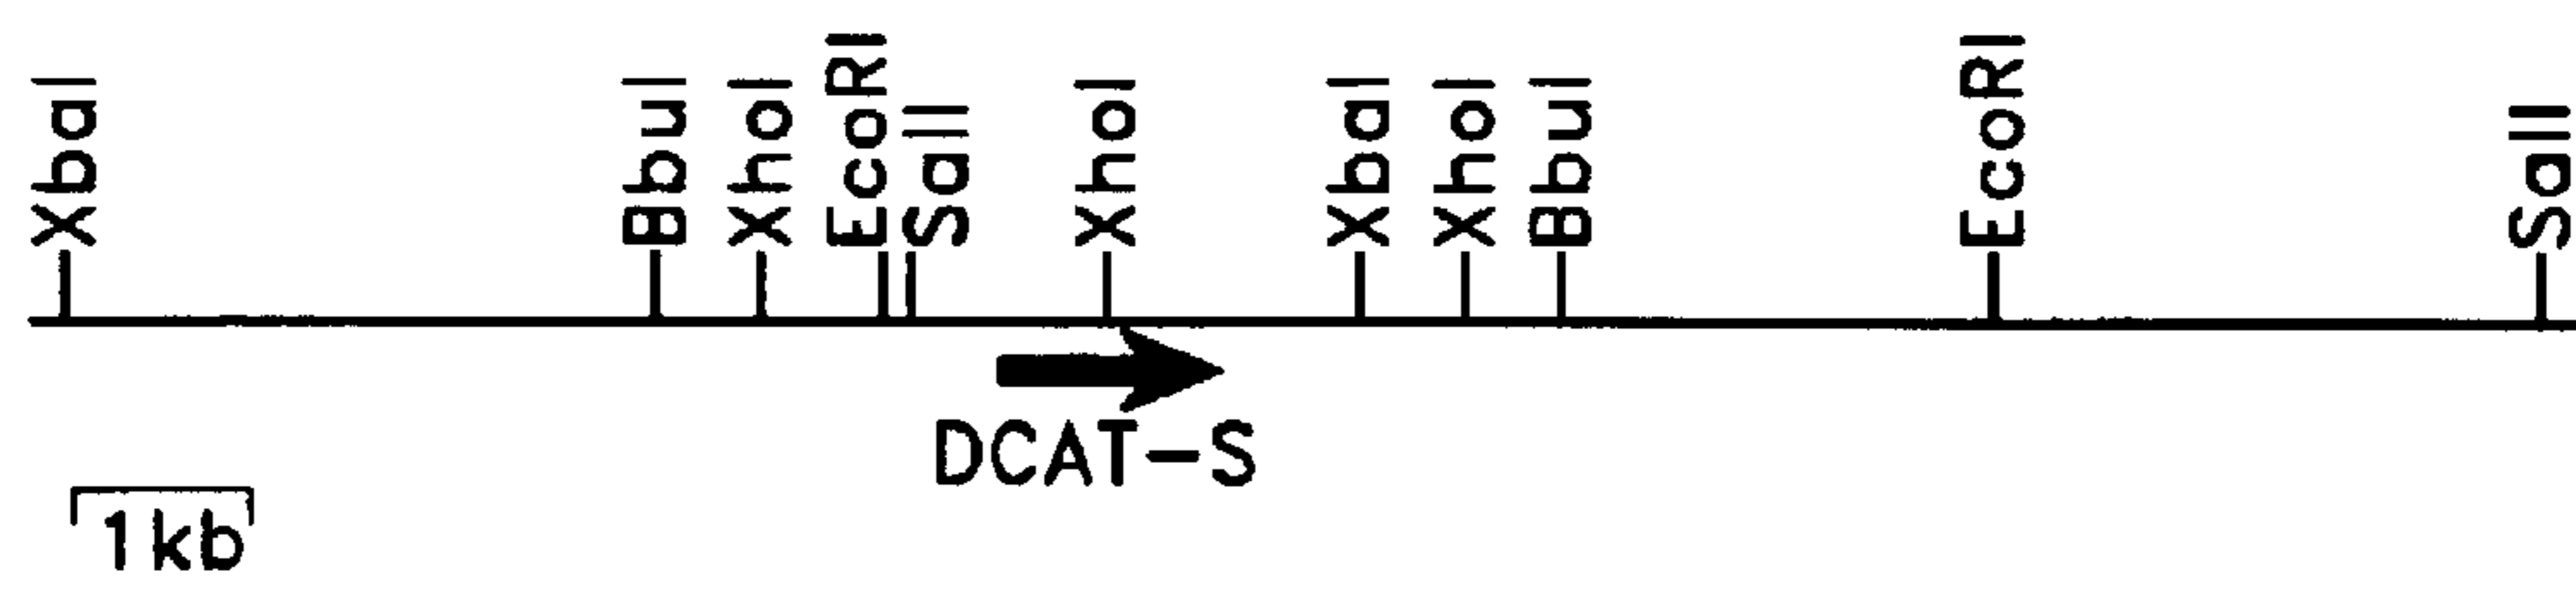 XbaI
BbuI
XhoI
EcoRI
SalI
XhoI
XbaI
XhoI
BbuI
EcoRI
SalI
DCAT-S
1kb